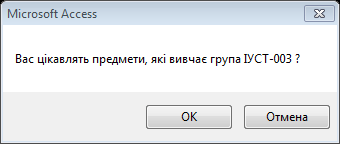 Microsoft Access
Вас цікавлять предмети, які вивчає група ІУСТ-003 ?
OK
Отмена